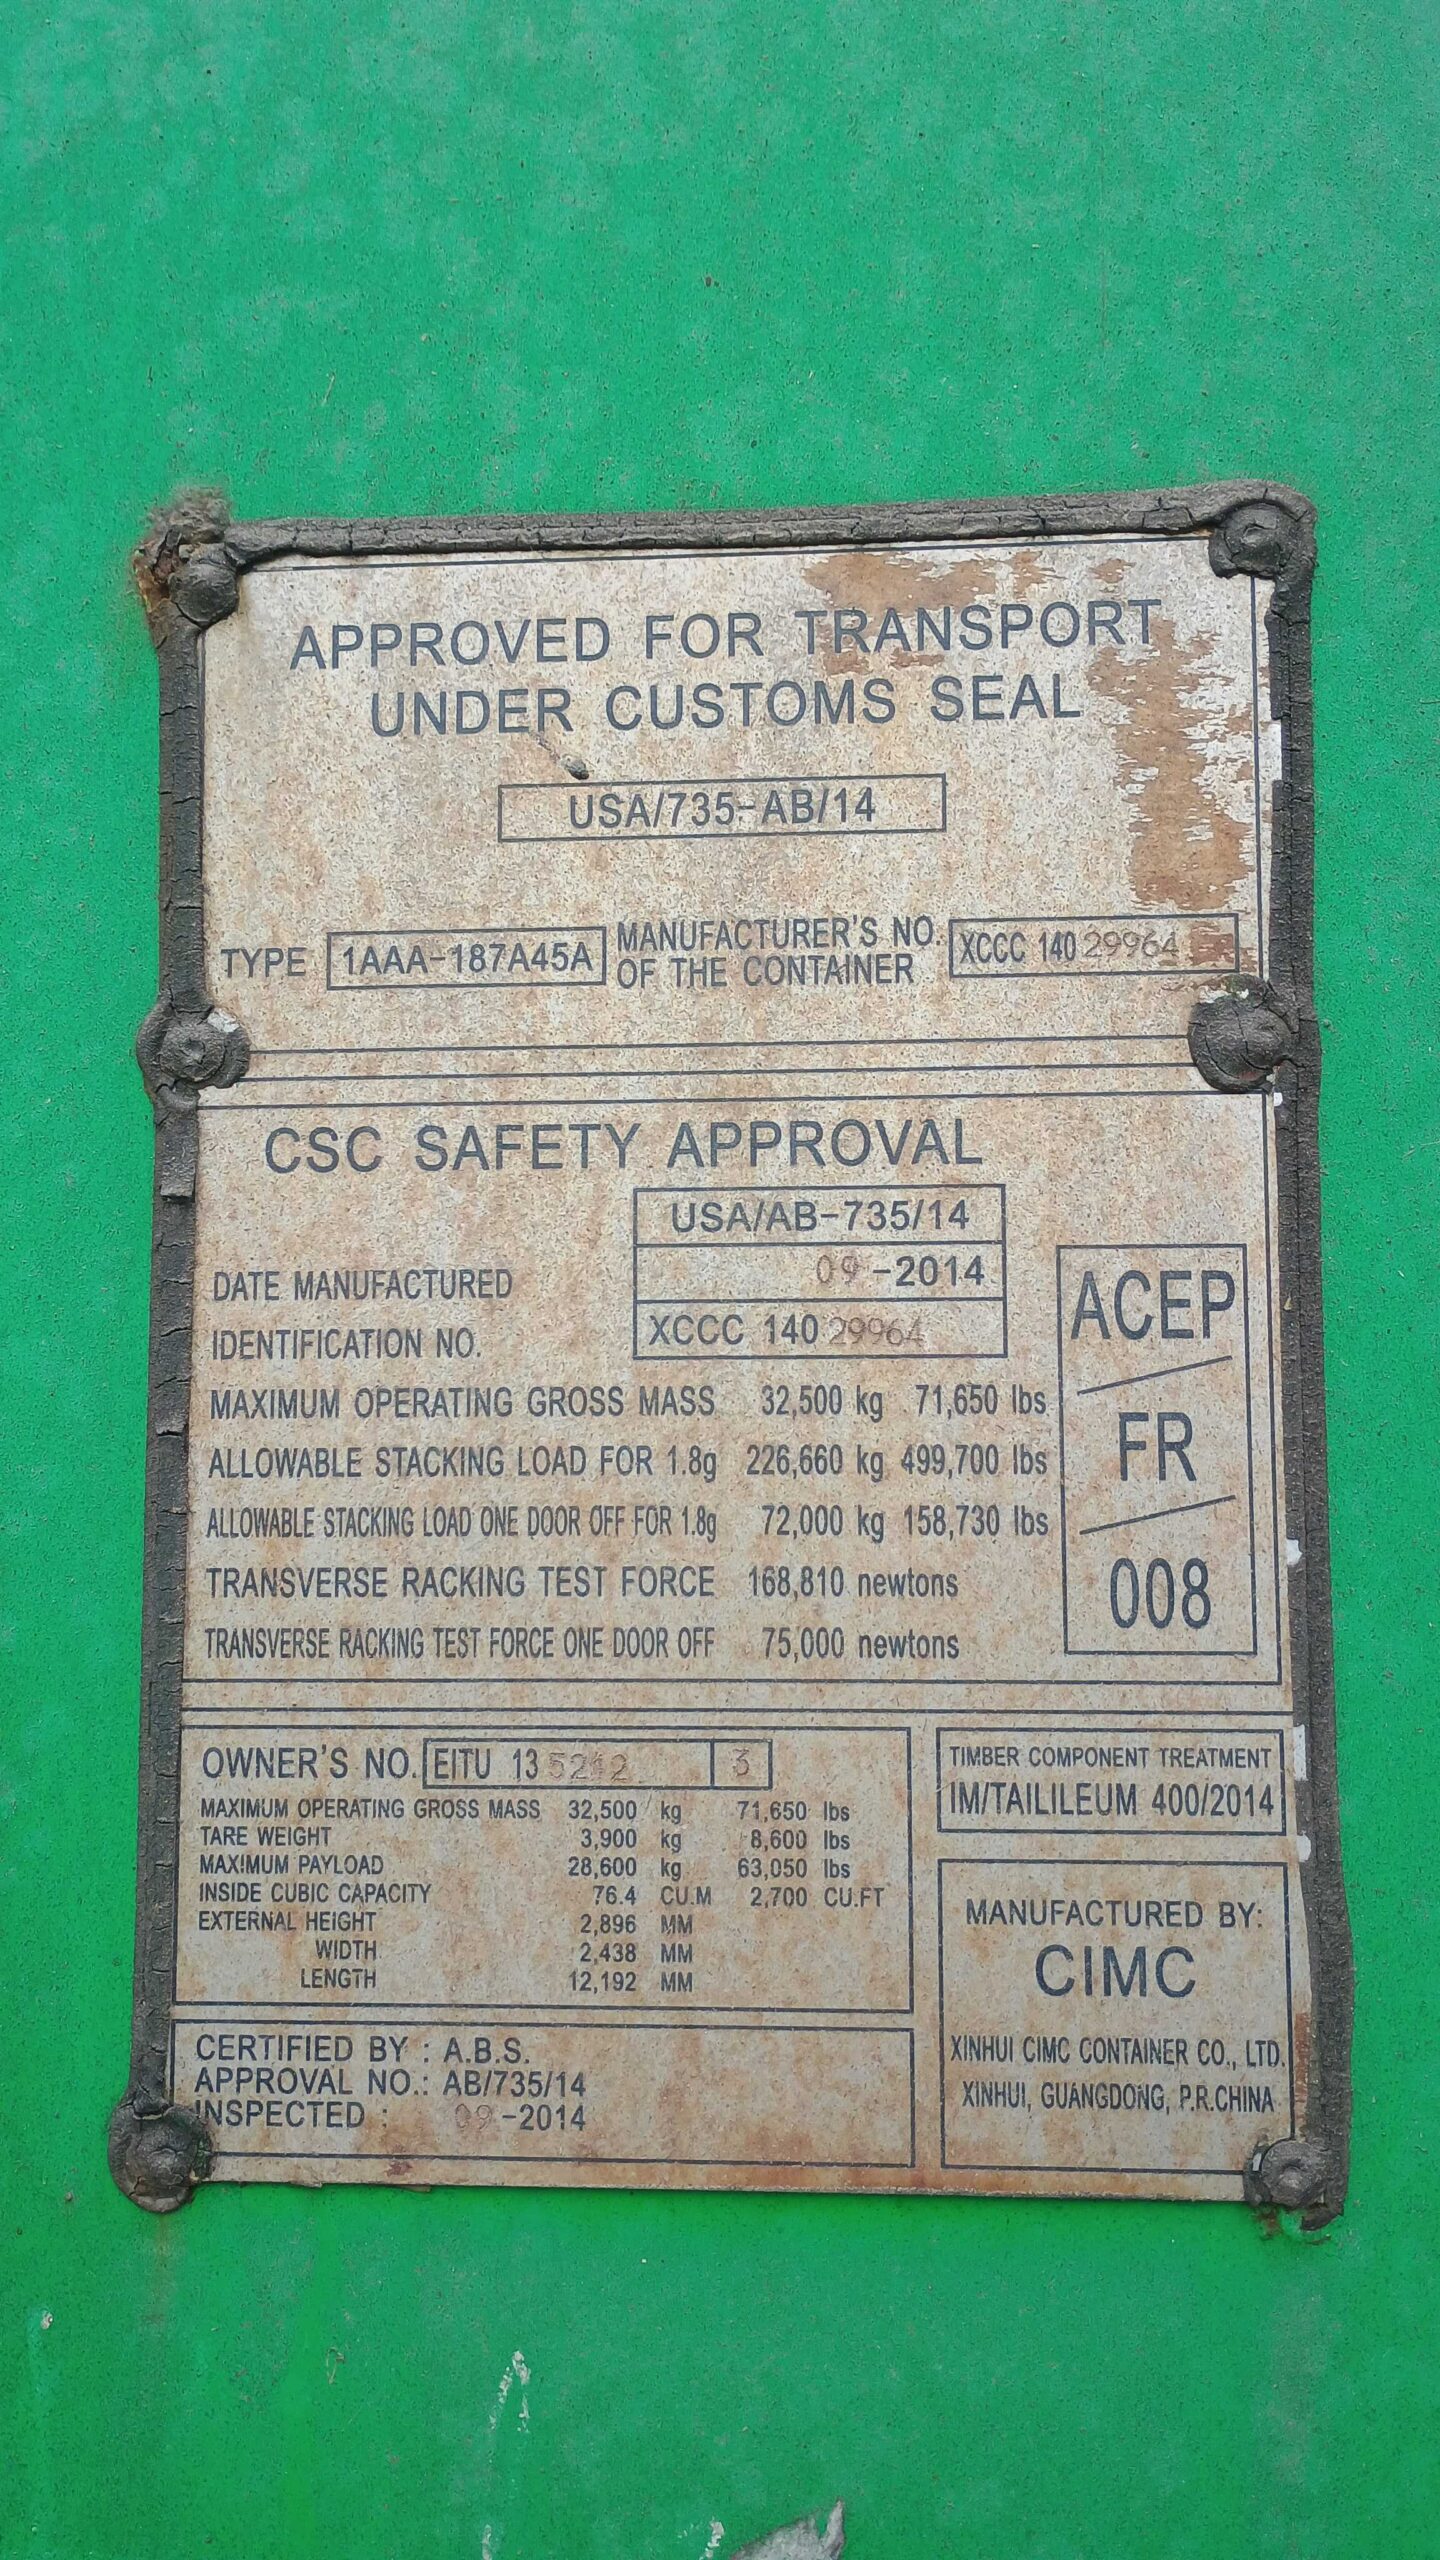 APPROVED FOR TRANSPORT
UNDER CUSTOMS SEAL
USA/735-AB/14
TYPE 1AAA-187A45A MANUFACTURER'S NO. OF THE CONTAINER XCCC 140 29964
CSC SAFETY APPROVAL
USA/AB-735/14
DATE MANUFACTURED 09-2014
IDENTIFICATION NO. XCCC 140 29964
MAXIMUM OPERATING GROSS MASS 32,500 kg 71,650 lbs
ALLOWABLE STACKING LOAD FOR 1.8g 226,660 kg 499,700 lbs
ALLOWABLE STACKING LOAD ONE DOOR OFF FOR 1.8g 72,000 kg 158,730 lbs
TRANSVERSE RACKING TEST FORCE 168,810 newtons
TRANSVERSE RACKING TEST FORCE ONE DOOR OFF 75,000 newtons
ACEP
FR
008
OWNER'S NO. EITU 13 5212 3
MAXIMUM OPERATING GROSS MASS 32,500 kg 71,650 lbs
TARE WEIGHT 3,900 kg 8,600 lbs
MAXIMUM PAYLOAD 28,600 kg 63,050 lbs
INSIDE CUBIC CAPACITY 76.4 CU.M 2,700 CU.FT
EXTERNAL HEIGHT 2,896 MM
WIDTH 2,438 MM
LENGTH 12,192 MM
CERTIFIED BY : A.B.S.
APPROVAL NO.: AB/735/14
INSPECTED : 09-2014
TIMBER COMPONENT TREATMENT
IM/TAILILEUM 400/2014
MANUFACTURED BY:
CIMC
XINHUI CIMC CONTAINER CO., LTD.
XINHUI, GUANGDONG, P.R.CHINA